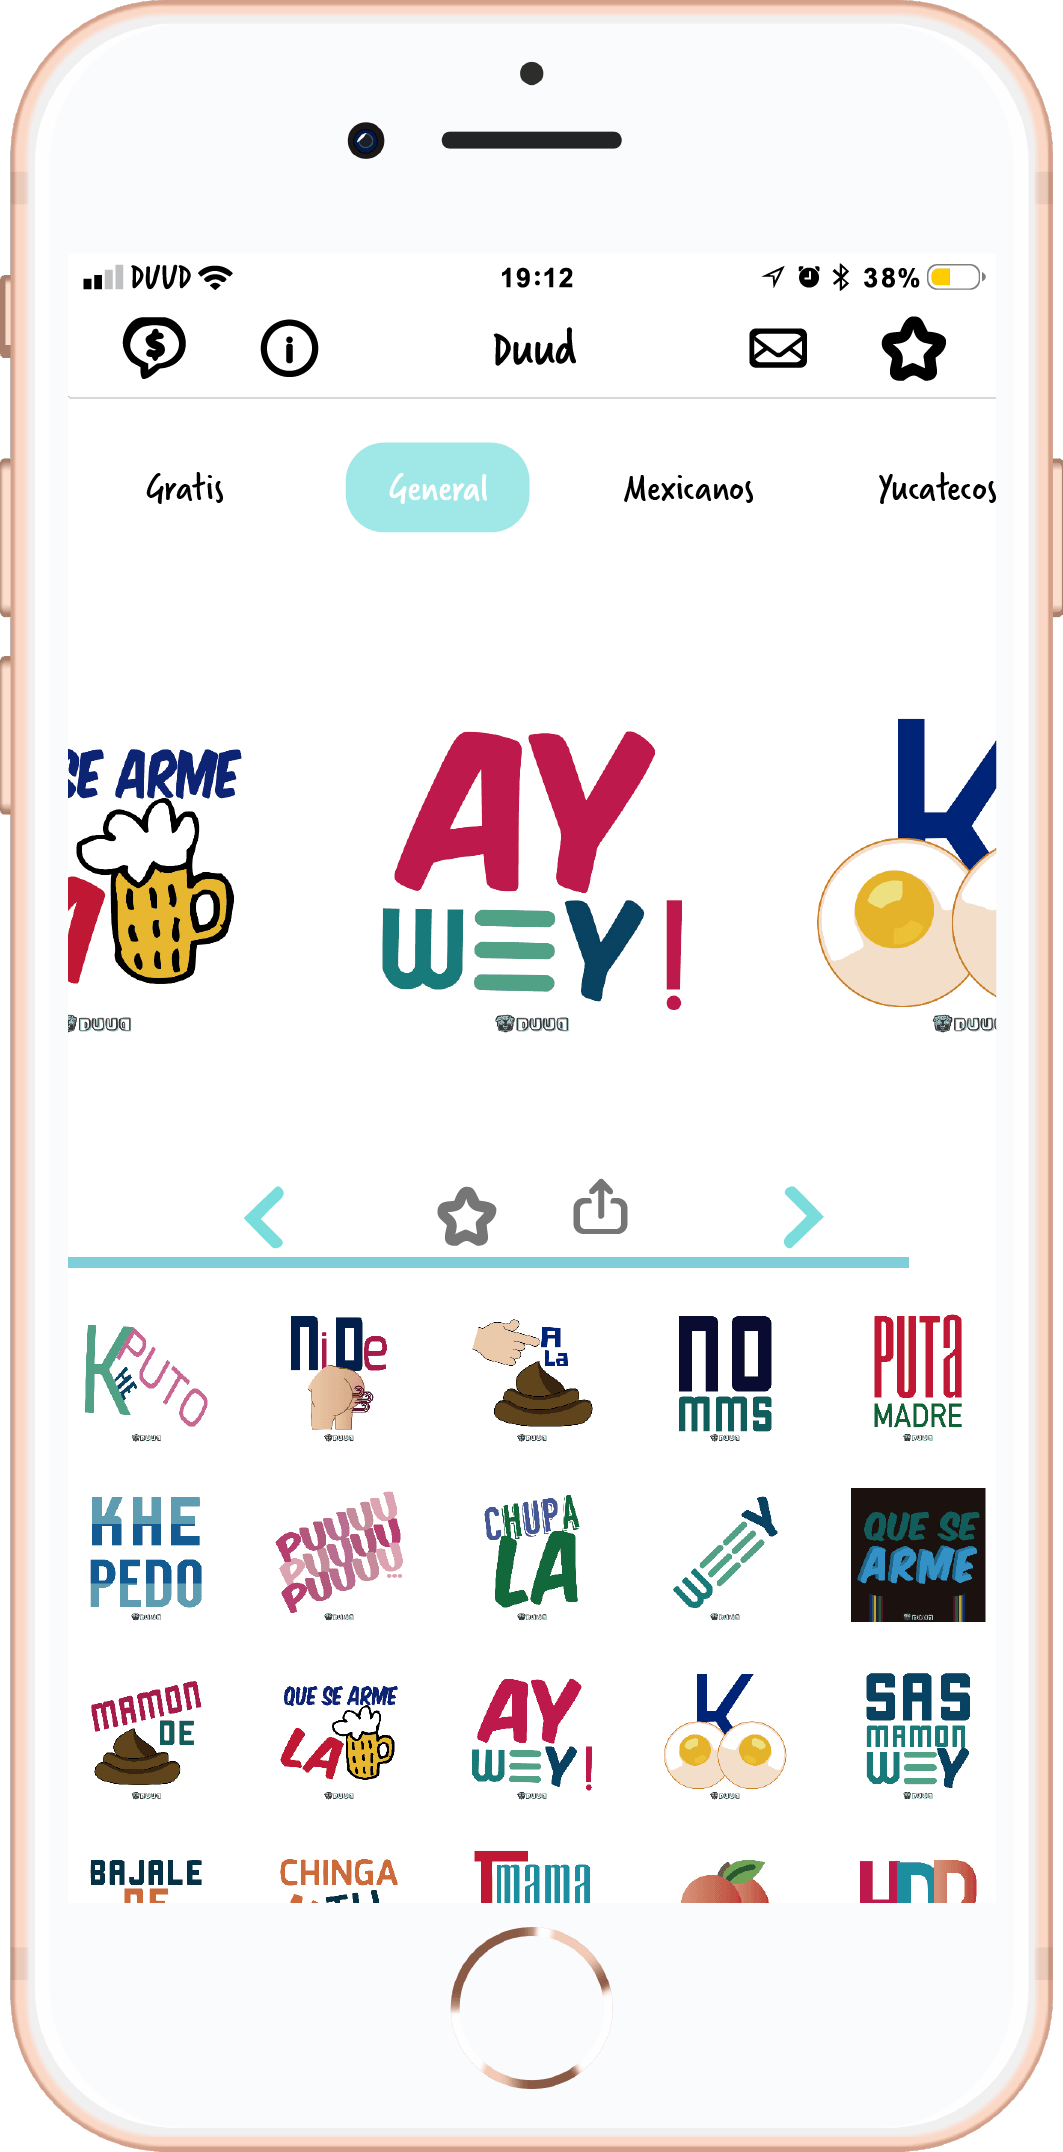 DUUD 19:12 38%
Duud
Gratis General Mexicanos Yucatecos
SE ARME
AY
WEY!
K
DUUD DUUD DUUD
K HE PUTO
Ni De
A La
NO
MMS
PUTA
MADRE
KHE
PEDO
PUUUU
PUUUU
PUUUU...
CHUPA
LA
WEY
QUE SE
ARME
MAMON
DE
QUE SE ARME
LA
AY
WEY!
K
SAS
MAMON
WEY
BAJALE
DE
CHINGA
Tmama